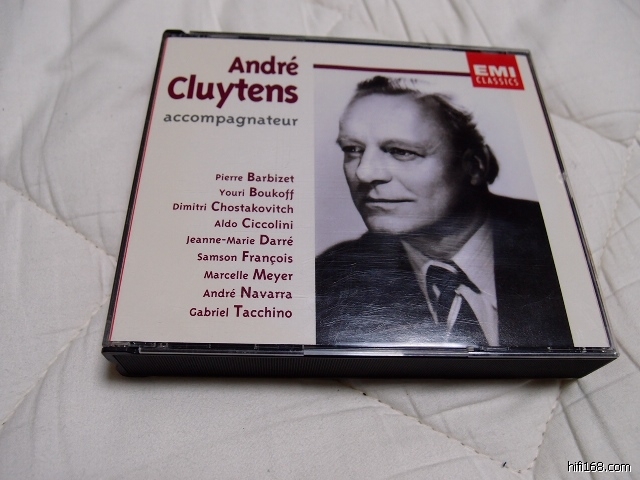 André
Cluytens
accompagnateur
EMI
CLASSICS
Pierre Barbizet
Youri Boukoff
Dimitri Chostakovitch
Aldo Ciccolini
Jeanne-Marie Darré
Samson François
Marcelle Meyer
André Navarra
Gabriel Tacchino
hifi168.com